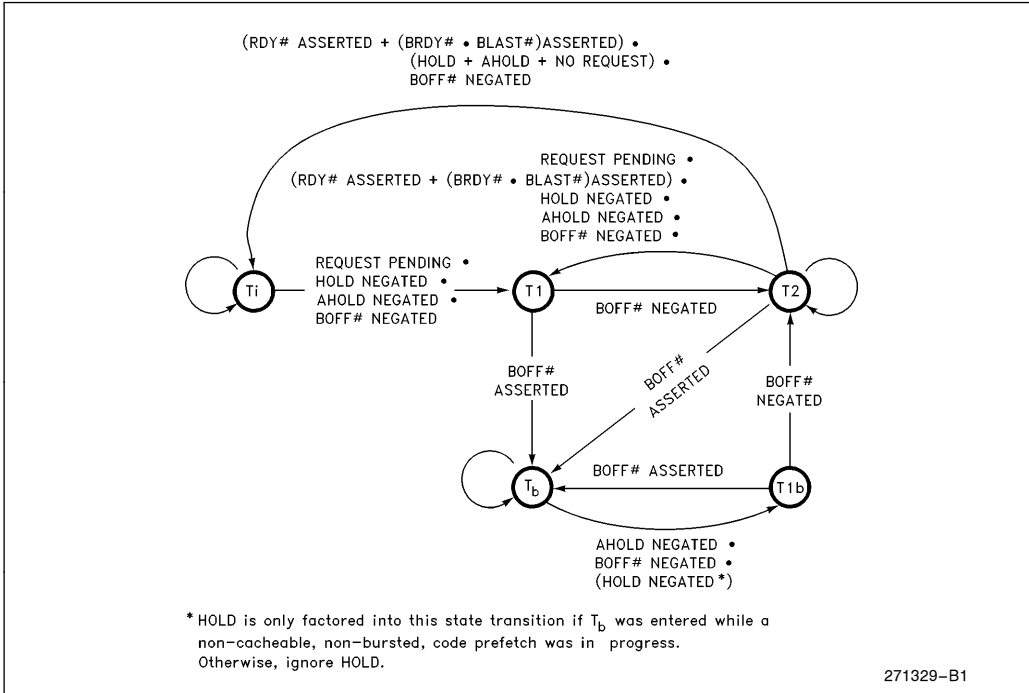 (RDY# ASSERTED + (BRDY# • BLAST#)ASSERTED) •
(HOLD + AHOLD + NO REQUEST) •
BOFF# NEGATED
REQUEST PENDING •
(RDY# ASSERTED + (BRDY# • BLAST#)ASSERTED) •
HOLD NEGATED •
AHOLD NEGATED •
BOFF# NEGATED •
Ti
REQUEST PENDING •
HOLD NEGATED •
AHOLD NEGATED •
BOFF# NEGATED
T1
BOFF# NEGATED
T2
BOFF#
ASSERTED
BOFF#
ASSERTED
BOFF#
NEGATED
Tb
BOFF# ASSERTED
T1b
AHOLD NEGATED •
BOFF# NEGATED •
(HOLD NEGATED*)
* HOLD is only factored into this state transition if Tb was entered while a
non-cacheable, non-bursted, code prefetch was in progress.
Otherwise, ignore HOLD.
271329-B1